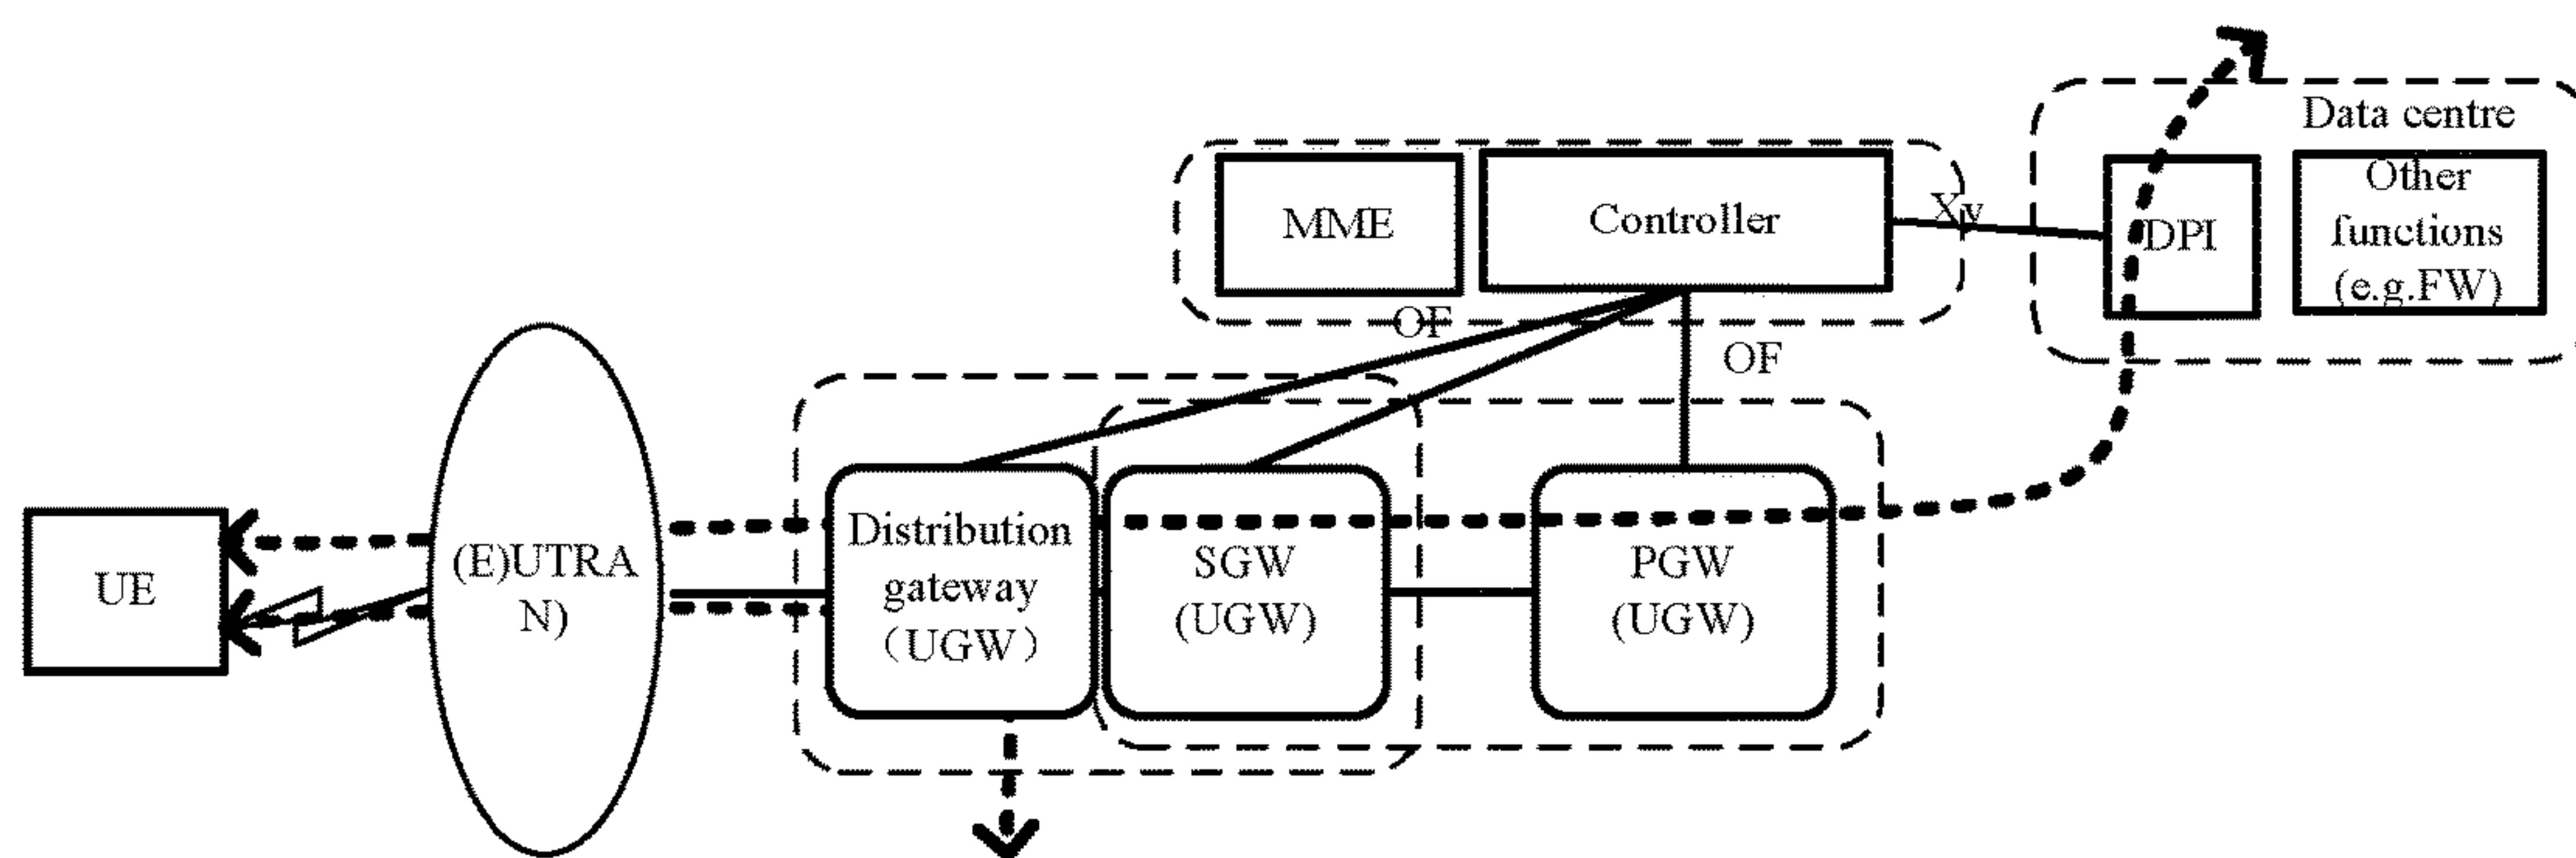 Data centre
MME
Controller
Xy
DPI
Other
functions
(e.g.FW)
OF
OF
UE
(E)UTRA
N)
Distribution
gateway
（UGW）
SGW
(UGW)
PGW
(UGW)